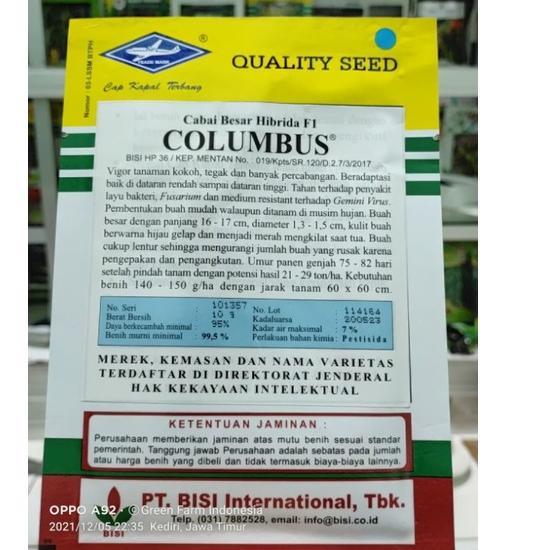 Nomor : 03-LSSM BTPH
®
TRADE MARK
Cap Kapal Terbang
QUALITY SEED
Cabai Besar Hibrida F1
COLUMBUS®
BISI HP 36 / KEP. MENTAN No. : 019/Kpts/SR.120/D.2.7/3/2017
Vigor tanaman kokoh, tegak dan banyak percabangan. Beradaptasi
baik di dataran rendah sampai dataran tinggi. Tahan terhadap penyakit
layu bakteri, Fusarium dan medium resistant terhadap Gemini Virus.
Pembentukan buah mudah walaupun ditanam di musim hujan. Buah
besar dengan panjang 16 - 17 cm, diameter 1,3 - 1,5 cm, kulit buah
berwarna hijau gelap dan menjadi merah mengkilat saat tua. Buah
cukup lentur sehingga mengurangi jumlah buah yang rusak karena
pengepakan dan pengangkutan. Umur panen genjah 75 - 82 hari
setelah pindah tanam dengan potensi hasil 21 - 29 ton/ha. Kebutuhan
benih 140 - 150 g/ha dengan jarak tanam 60 x 60 cm.
No. Seri : 101357 No. Lot : 114164
Berat Bersih : 10 g Kadaluarsa : 200523
Daya berkecambah minimal : 95% Kadar air maksimal : 7 %
Benih murni minimal : 99,5 % Perlakuan bahan kimia : Pestisida
MEREK, KEMASAN DAN NAMA VARIETAS
TERDAFTAR DI DIREKTORAT JENDERAL
HAK KEKAYAAN INTELEKTUAL
KETENTUAN JAMINAN :
Perusahaan memberikan jaminan atas mutu benih sesuai standar
pemerintah. Tanggung jawab Perusahaan adalah sebatas pada jumlah
atau harga benih yang dibeli dan tidak termasuk biaya-biaya lainnya.
PT. BISI International, Tbk.
Telp. (031) 7882528, email: info@bisi.co.id
BISI
OPPO A92 · ©Green Farm Indonesia
2021/12/05 22:35 Kediri, Jawa Timur